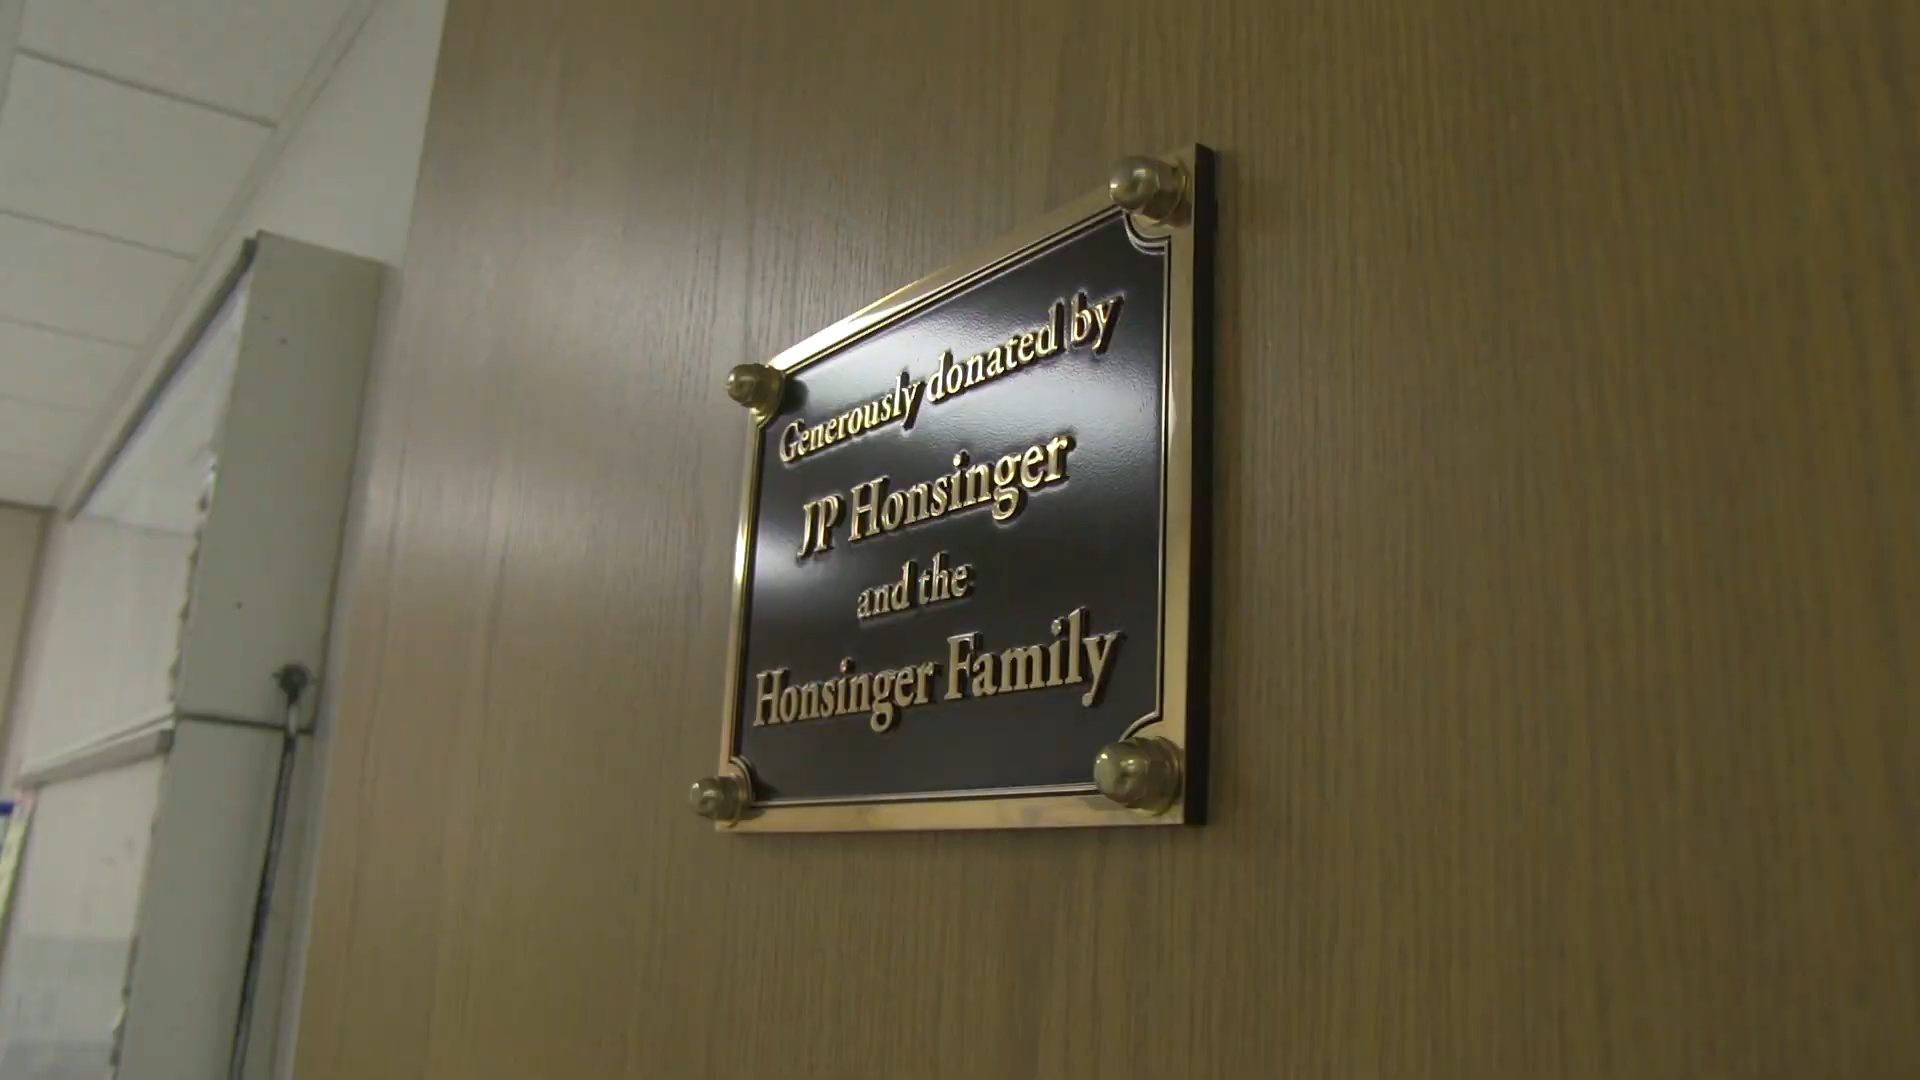 Generously donated by
JP Honsinger
and the
Honsinger Family